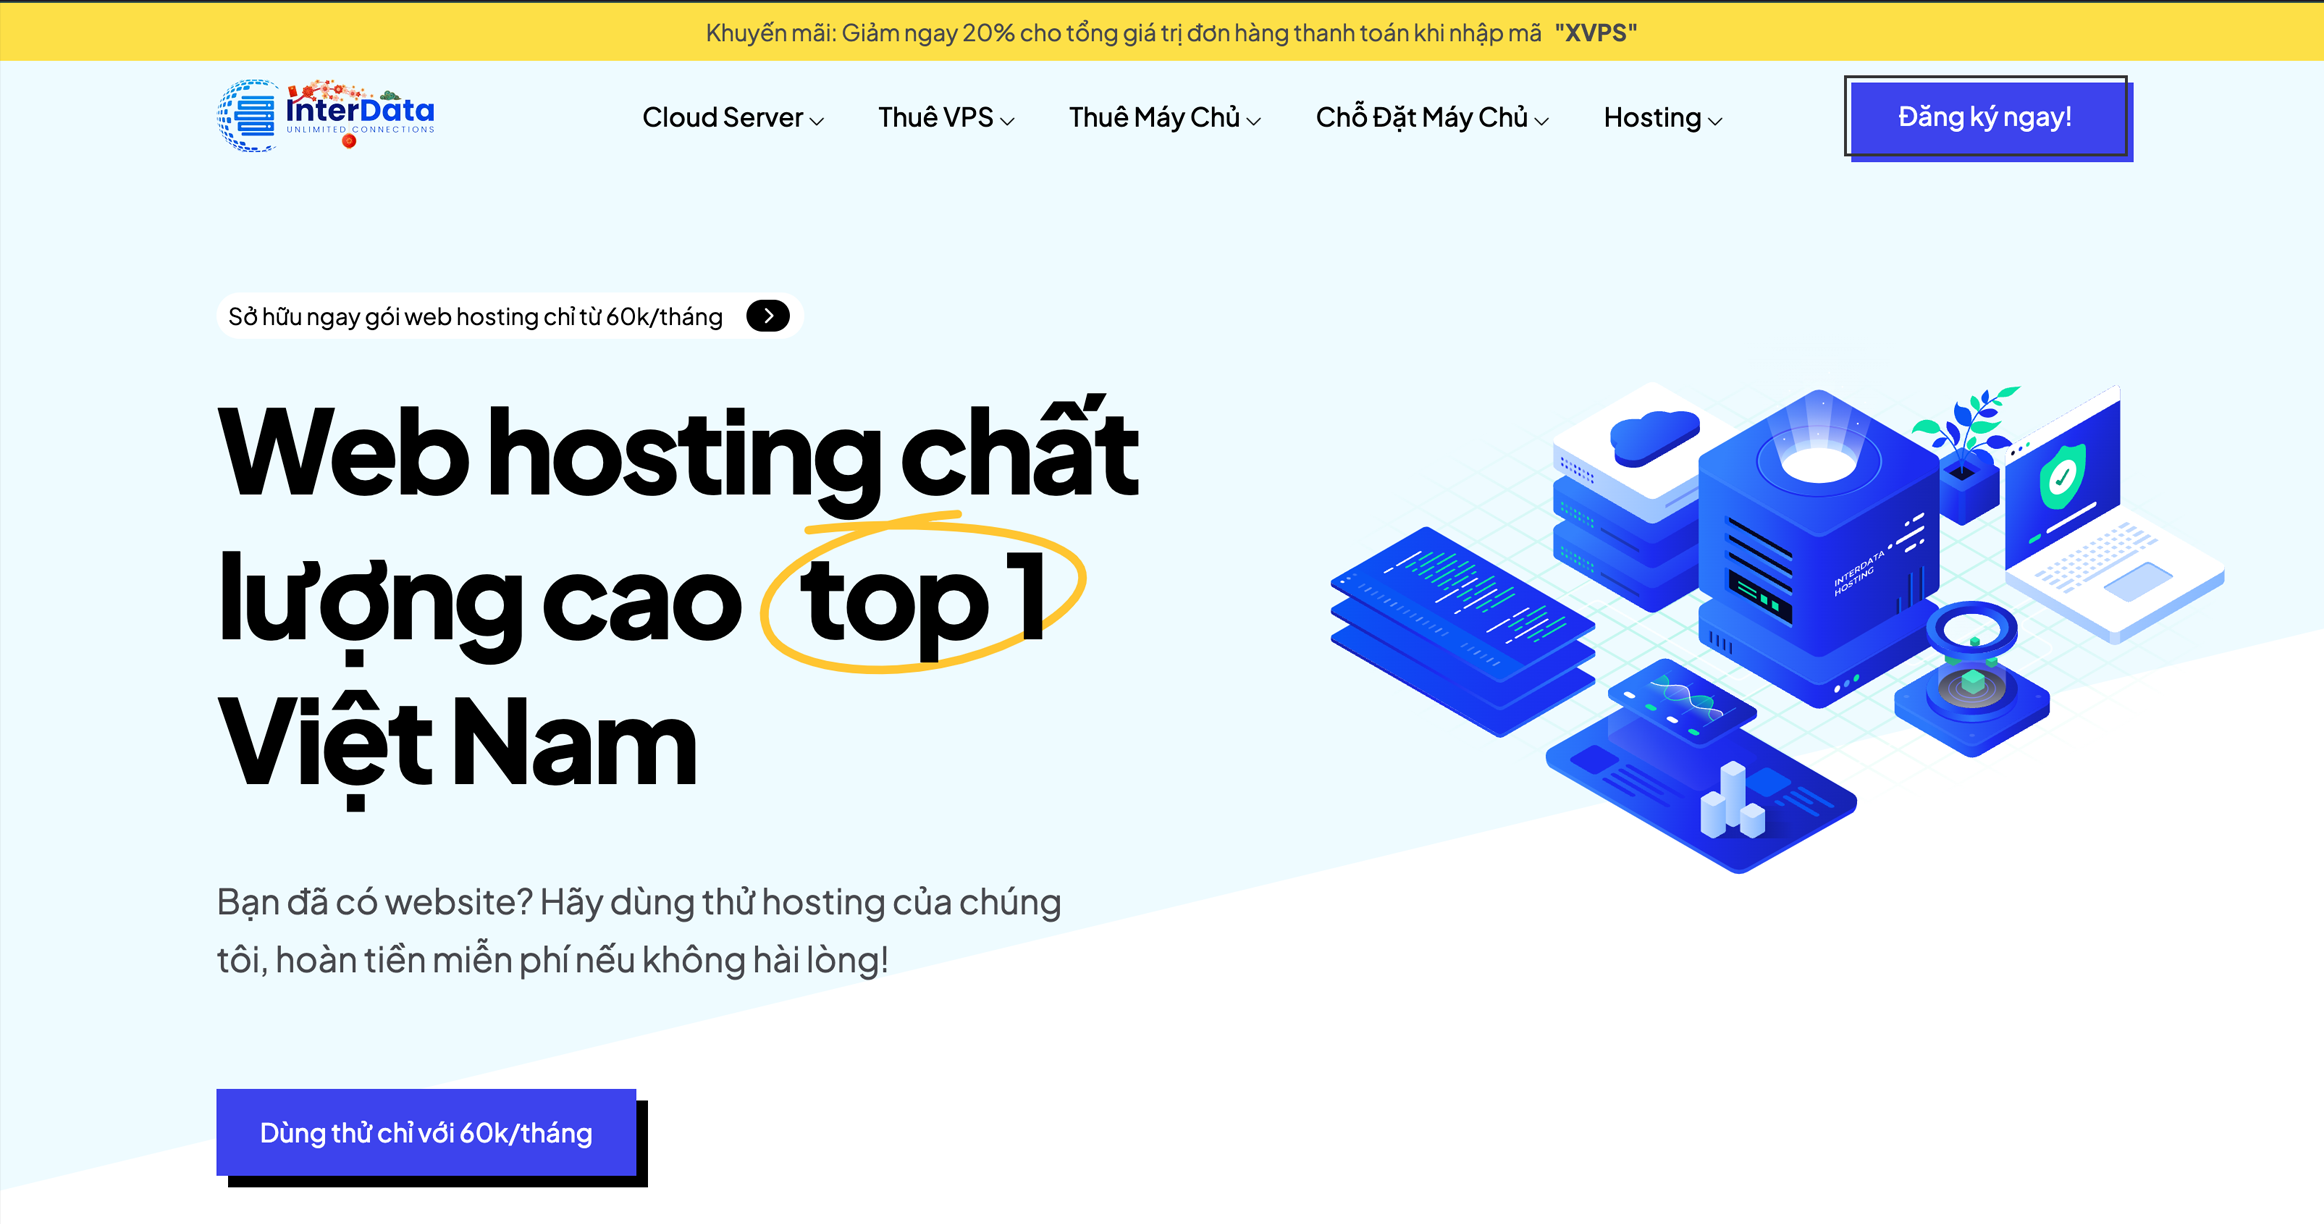 Khuyến mãi: Giảm ngay 20% cho tổng giá trị đơn hàng thanh toán khi nhập mã "XVPS"
InterData
UNLIMITED CONNECTIONS
Cloud Server
Thuê VPS
Thuê Máy Chủ
Chỗ Đặt Máy Chủ
Hosting
Đăng ký ngay!
Sở hữu ngay gói web hosting chỉ từ 60k/tháng
Web hosting chất
lượng cao top 1
Việt Nam
INTERDATA
HOSTING
Bạn đã có website? Hãy dùng thử hosting của chúng
tôi, hoàn tiền miễn phí nếu không hài lòng!
Dùng thử chỉ với 60k/tháng